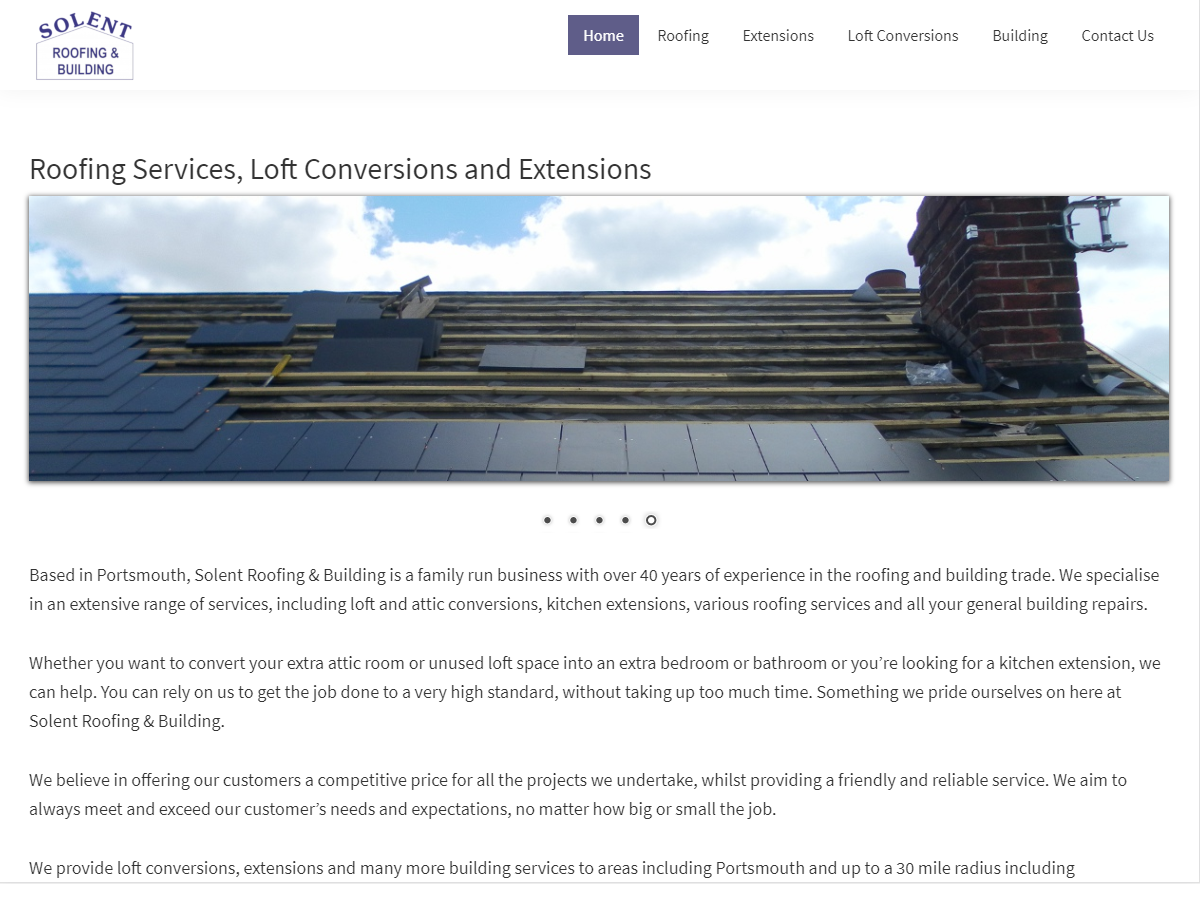 SOLENT
ROOFING &
BUILDING
Home
Roofing
Extensions
Loft Conversions
Building
Contact Us
Roofing Services, Loft Conversions and Extensions
Based in Portsmouth, Solent Roofing & Building is a family run business with over 40 years of experience in the roofing and building trade. We specialise
in an extensive range of services, including loft and attic conversions, kitchen extensions, various roofing services and all your general building repairs.
Whether you want to convert your extra attic room or unused loft space into an extra bedroom or bathroom or you’re looking for a kitchen extension, we
can help. You can rely on us to get the job done to a very high standard, without taking up too much time. Something we pride ourselves on here at
Solent Roofing & Building.
We believe in offering our customers a competitive price for all the projects we undertake, whilst providing a friendly and reliable service. We aim to
always meet and exceed our customer’s needs and expectations, no matter how big or small the job.
We provide loft conversions, extensions and many more building services to areas including Portsmouth and up to a 30 mile radius including